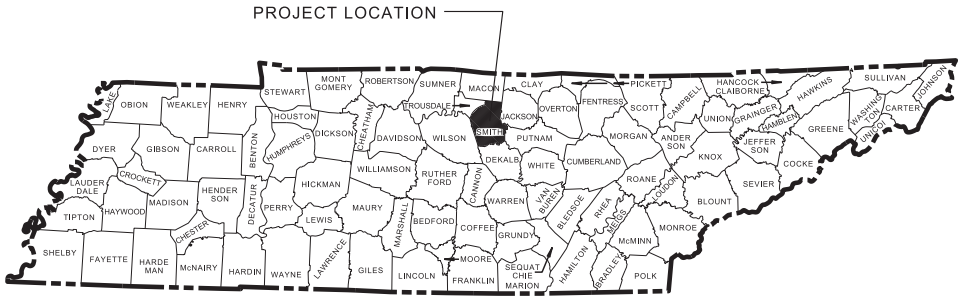 PROJECT LOCATION
LAKE
OBION
WEAKLEY
HENRY
STEWART
MONT
GOMERY
ROBERTSON
SUMNER
MACON
CLAY
PICKETT
HANCOCK
CLAIBORNE
HAWKINS
SULLIVAN
JOHNSON
HOUSTON
CHEATHAM
TROUSDALE
JACKSON
OVERTON
FENTRESS
SCOTT
CAMPBELL
UNION
GRAINGER
HAMBLEN
GREENE
WASHING
TON
UNICOI
CARTER
DYER
GIBSON
CARROLL
BENTON
HUMPHREYS
DICKSON
DAVIDSON
WILSON
SMITH
PUTNAM
MORGAN
ANDER
SON
KNOX
JEFFER
SON
COCKE
LAUDER
DALE
CROCKETT
MADISON
HENDER
SON
DECATUR
PERRY
HICKMAN
WILLIAMSON
RUTHER
FORD
CANNON
DEKALB
WHITE
CUMBERLAND
ROANE
LOUDON
BLOUNT
SEVIER
TIPTON
HAYWOOD
CHESTER
LEWIS
MAURY
MARSHALL
BEDFORD
COFFEE
WARREN
VAN
BUREN
BLEDSOE
RHEA
MEIGS
McMINN
MONROE
SHELBY
FAYETTE
HARDE
MAN
McNAIRY
HARDIN
WAYNE
LAWRENCE
GILES
LINCOLN
MOORE
FRANKLIN
GRUNDY
SEQUAT
CHIE
MARION
HAMILTON
BRADLEY
POLK